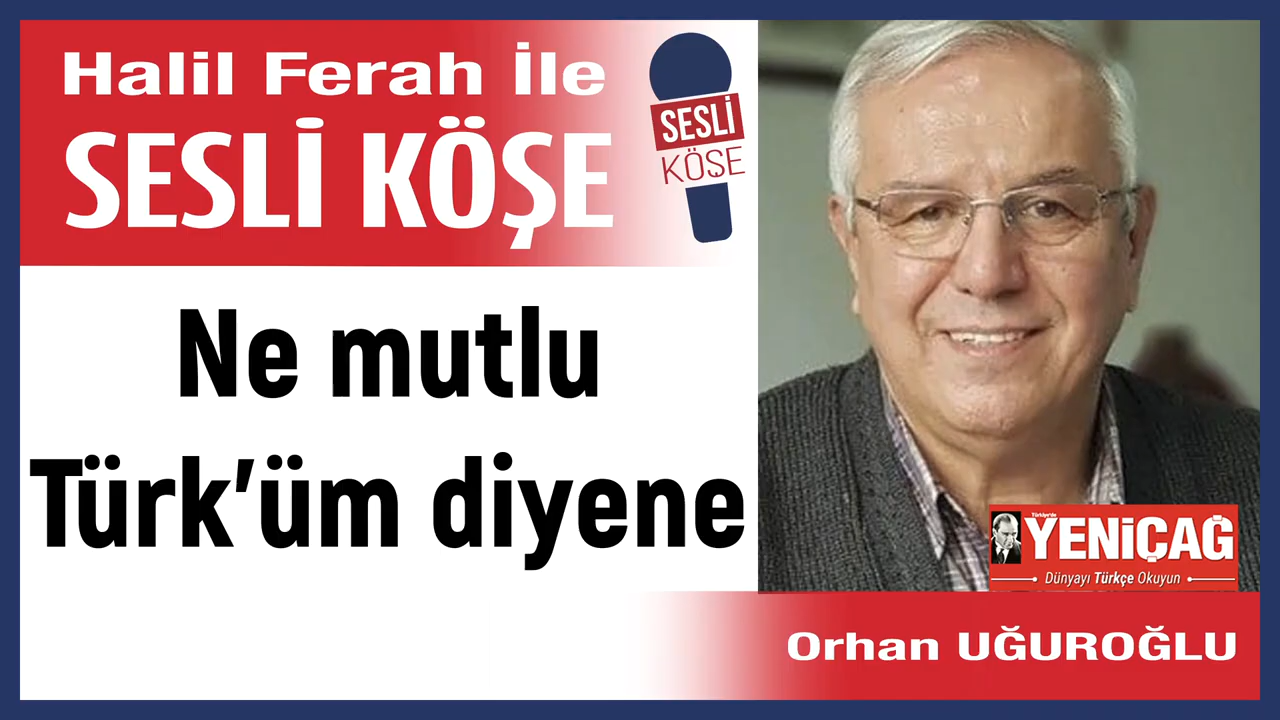 Halil Ferah İle
SESLİ KÖŞE
SESLİ
KÖŞE
Ne mutlu
Türk'üm diyene
Türkiye'de
YENİÇAĞ
Dünyayı Türkçe Okuyun
Orhan UĞUROĞLU